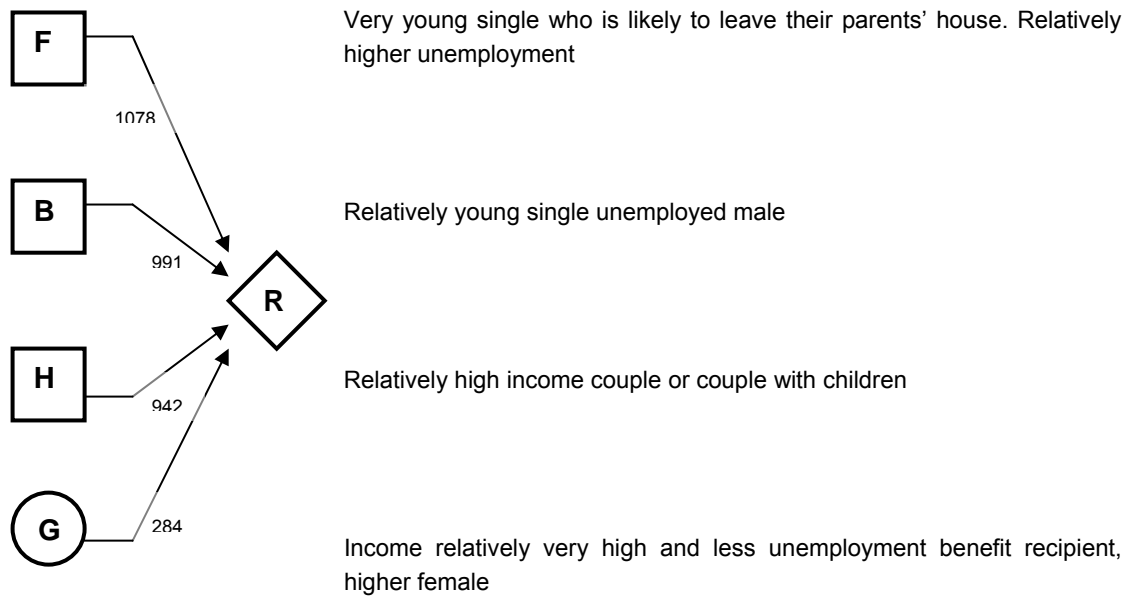 F
Very young single who is likely to leave their parents’ house. Relatively
higher unemployment
1078
B
Relatively young single unemployed male
991
R
H
Relatively high income couple or couple with children
942
G
284
Income relatively very high and less unemployment benefit recipient,
higher female